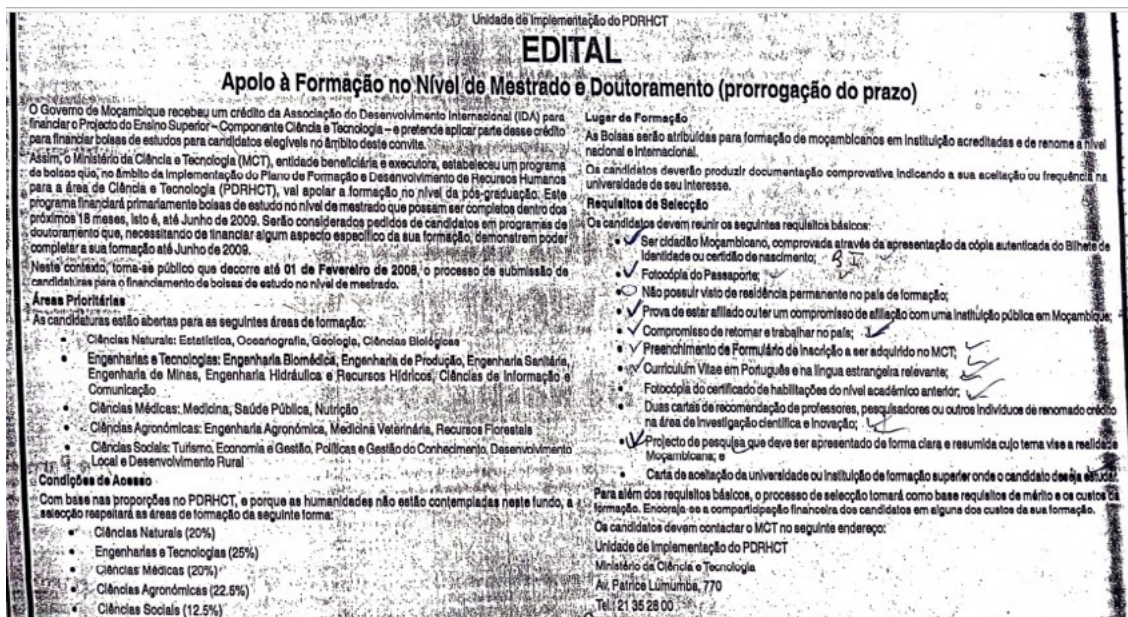 Unidade de Implementação do PDRHCT
EDITAL
Apoio à Formação no Nível de Mestrado e Doutoramento (prorrogação do prazo)
O Governo de Moçambique recebeu um crédito da Associação do Desenvolvimento Internacional (IDA) para
financiar o Projecto do Ensino Superior – Componente Ciência e Tecnologia – e pretende aplicar parte desse crédito
para financiar bolsas de estudos para candidatos elegíveis no âmbito deste convite.
Assim, o Ministério da Ciência e Tecnologia (MCT), entidade beneficiária e executora, estabeleceu um programa
de bolsas que, no âmbito da Implementação do Plano de Formação e Desenvolvimento de Recursos Humanos
para a área de Ciência e Tecnologia (PDRHCT), vai apoiar a formação no nível da pós-graduação. Este
programa financiará primariamente bolsas de estudo no nível de mestrado que possam ser completos dentro dos
próximos 18 meses, isto é, até Junho de 2009. Serão considerados pedidos de candidatos em programas de
doutoramento que, necessitando de financiar algum aspecto específico da sua formação, demonstrem poder
completar a sua formação até Junho de 2009.
Neste contexto, torna-se público que decorre até 01 de Fevereiro de 2008, o processo de submissão de
candidaturas para o financiamento de bolsas de estudo no nível de mestrado.
Áreas Prioritárias
As candidaturas estão abertas para as seguintes áreas de formação:
• Ciências Naturais: Estatística, Oceanografia, Geologia, Ciências Biológicas
• Engenharias e Tecnologias: Engenharia Biomédica, Engenharia de Produção, Engenharia Sanitária,
Engenharia de Minas, Engenharia Hidráulica e Recursos Hídricos, Ciências de Informação e
Comunicação
• Ciências Médicas: Medicina, Saúde Pública, Nutrição
• Ciências Agronómicas: Engenharia Agronómica, Medicina Veterinária, Recursos Florestais
• Ciências Sociais: Turismo, Economia e Gestão, Políticas e Gestão do Conhecimento, Desenvolvimento
Local e Desenvolvimento Rural
Condições de Acesso
Com base nas proporções no PDRHCT, e porque as humanidades não estão contempladas neste fundo, a
selecção respeitará as áreas de formação da seguinte forma:
• Ciências Naturais (20%)
• Engenharias e Tecnologias (25%)
• Ciências Médicas (20%)
• Ciências Agronómicas (22.5%)
• Ciências Sociais (12.5%)
Lugar de Formação
As Bolsas serão atribuídas para formação de moçambicanos em instituição acreditadas e de renome a nível
nacional e internacional.
Os candidatos deverão produzir documentação comprovativa indicando a sua aceitação ou frequência na
universidade de seu interesse.
Requisitos de Selecção
Os candidatos devem reunir os seguintes requisitos básicos:
• Ser cidadão Moçambicano, comprovada através da apresentação da cópia autenticada do Bilhete de
Identidade ou certidão de nascimento; B I
• Fotocópia do Passaporte;
• Não possuir visto de residência permanente no país de formação;
• Prova de estar afiliado ou ter um compromisso de afiliação com uma instituição pública em Moçambique;
• Compromisso de retornar e trabalhar no país;
• Preenchimento de Formulário de inscrição a ser adquirido no MCT;
• Curriculum Vitae em Português e na língua estrangeira relevante;
• Fotocópia do certificado de habilitações do nível académico anterior;
• Duas cartas de recomendação de professores, pesquisadores ou outros indivíduos de renomado crédito
na área de investigação científica e inovação;
• Projecto de pesquisa que deve ser apresentado de forma clara e resumida cujo tema vise a realidade
Moçambicana; e
• Carta de aceitação da universidade ou instituição de formação superior onde o candidato deseja estudar
Para além dos requisitos básicos, o processo de selecção tomará como base requisitos de mérito e os custos da
formação. Encoraja-se a comparticipação financeira dos candidatos em alguns dos custos da sua formação.
Os candidatos devem contactar o MCT no seguinte endereço:
Unidade de Implementação do PDRHCT
Ministério da Ciência e Tecnologia
Av. Patrice Lumumba, 770
Tel.: 21 35 28 00